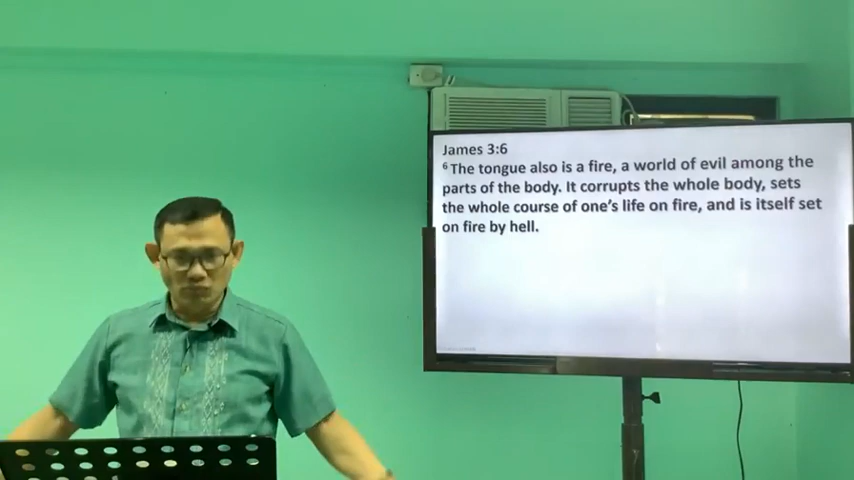 James 3:6
⁶ The tongue also is a fire, a world of evil among the
parts of the body. It corrupts the whole body, sets
the whole course of one's life on fire, and is itself set
on fire by hell.